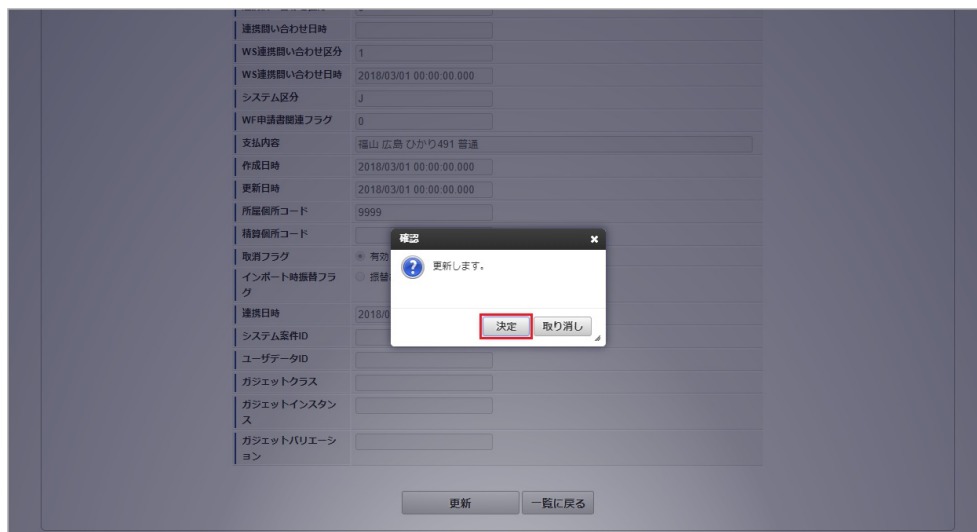 連携問い合わせ日時
WS連携問い合わせ区分 1
WS連携問い合わせ日時 2018/03/01 00:00:00.000
システム区分 J
WF申請書関連フラグ 0
支払内容 福山 広島 ひかり491 普通
作成日時 2018/03/01 00:00:00.000
更新日時 2018/03/01 00:00:00.000
所属個所コード 9999
積算個所コード
取消フラグ 有効
インポート時振替フラ
グ
振替
連携日時 2018/0
システム案件ID
ユーザデータID
ガジェットクラス
ガジェットインスタン
ス
ガジェットバリエーシ
ョン
確認
更新します。
決定 取り消し
更新 一覧に戻る